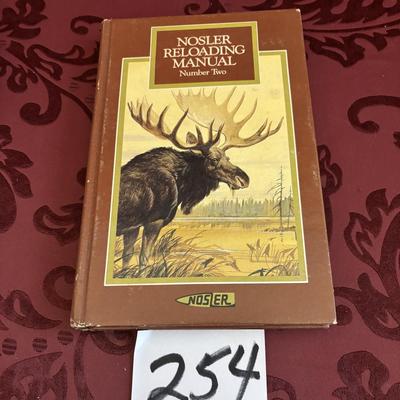 NOSLER
RELOADING
MANUAL
Number Two
NOSLER
254